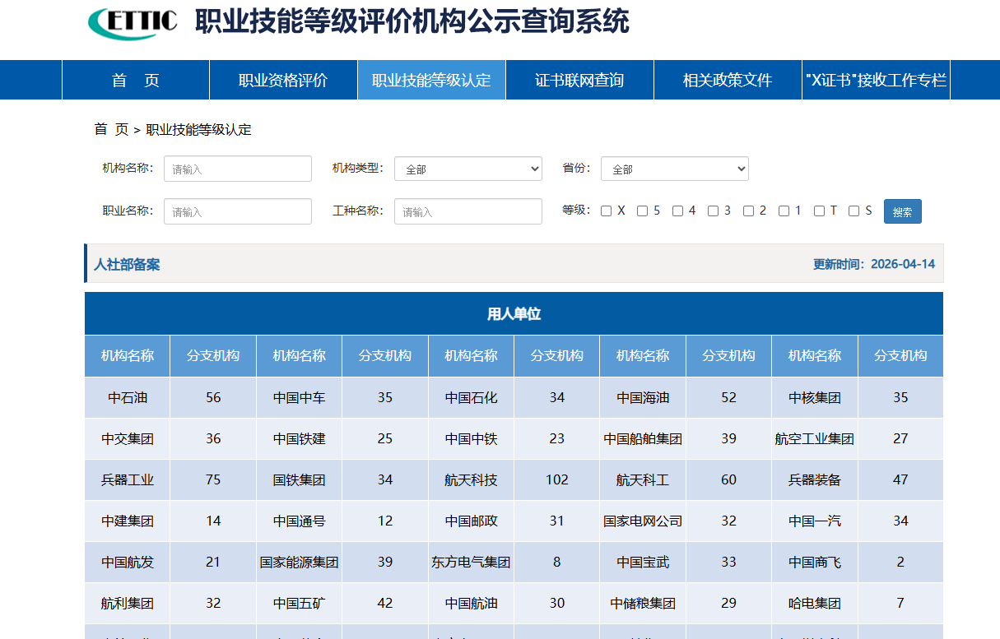 ETTIC 职业技能等级评价机构公示查询系统
首 页 职业资格评价 职业技能等级认定 证书联网查询 相关政策文件 "X证书"接收工作专栏
首 页 > 职业技能等级认定
机构名称： 请输入 机构类型： 全部 省份： 全部
职业名称： 请输入 工种名称： 请输入 等级： X 5 4 3 2 1 T S 搜索
人社部备案 更新时间：2026-04-14
用人单位
机构名称 分支机构 机构名称 分支机构 机构名称 分支机构 机构名称 分支机构 机构名称 分支机构
中石油 56 中国中车 35 中国石化 34 中国海油 52 中核集团 35
中交集团 36 中国铁建 25 中国中铁 23 中国船舶集团 39 航空工业集团 27
兵器工业 75 国铁集团 34 航天科技 102 航天科工 60 兵器装备 47
中建集团 14 中国通号 12 中国邮政 31 国家电网公司 32 中国一汽 34
中国航发 21 国家能源集团 39 东方电气集团 8 中国宝武 33 中国商飞 2
航利集团 32 中国五矿 42 中国航油 30 中储粮集团 29 哈电集团 7